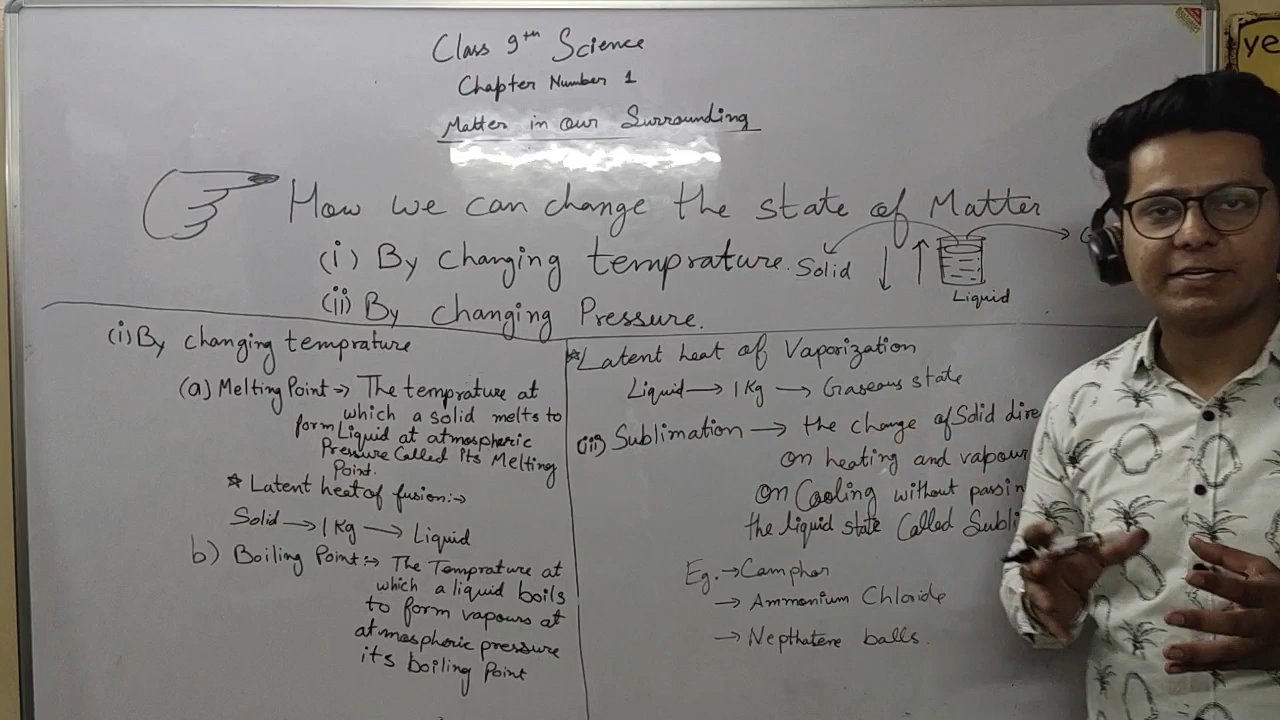 Class 9th Science
Chapter Number 1
Matter in our Surrounding
How we can change the state of Matter
(i) By changing temprature.
Solid
Liquid
(ii) By changing Pressure.
(i) By changing temprature
(a) Melting Point → The temprature at
which a solid melts to
form Liquid at atmospheric
Pressure Called its Melting
Point.
* Latent heat of fusion:→
Solid → 1 Kg → Liquid
b) Boiling Point:→ The Temprature at
which a liquid boils
to form vapours at
atmospheric pressure
its boiling Point
* Latent heat of Vaporization
Liquid → 1 Kg → Gaseous state
(iii) Sublimation → the change of Solid
on heating and vapour
on Cooling without
the liquid state Called
Eg. → Camphor
→ Ammonium Chloride
→ Nepthatene balls.
ye